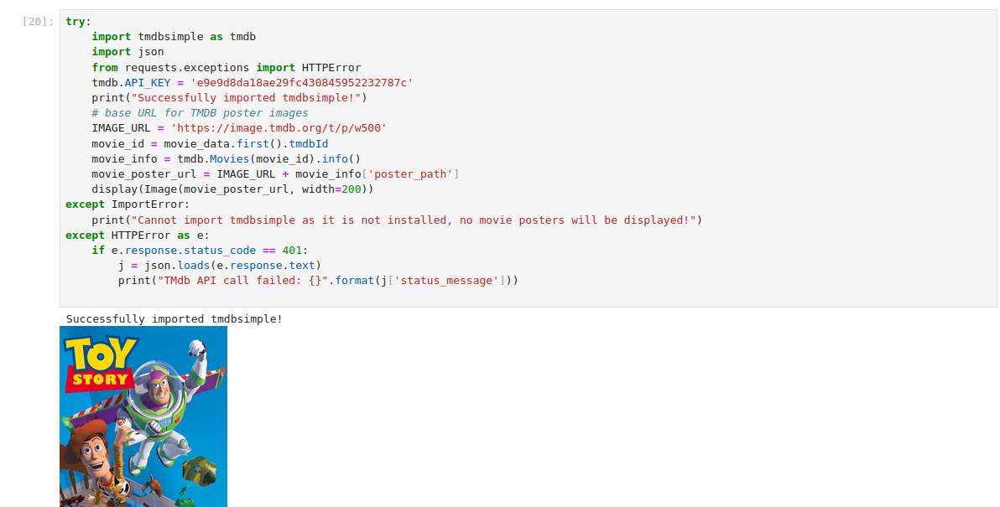 [20]:
try:
    import tmdbsimple as tmdb
    import json
    from requests.exceptions import HTTPError
    tmdb.API_KEY = 'e9e9d8da18ae29fc430845952232787c'
    print("Successfully imported tmdbsimple!")
    # base URL for TMDB poster images
    IMAGE_URL = 'https://image.tmdb.org/t/p/w500'
    movie_id = movie_data.first().tmdbId
    movie_info = tmdb.Movies(movie_id).info()
    movie_poster_url = IMAGE_URL + movie_info['poster_path']
    display(Image(movie_poster_url, width=200))
except ImportError:
    print("Cannot import tmdbsimple as it is not installed, no movie posters will be displayed!")
except HTTPError as e:
    if e.response.status_code == 401:
        j = json.loads(e.response.text)
        print("TMdb API call failed: {}".format(j['status_message']))
Successfully imported tmdbsimple!
TOY
STORY